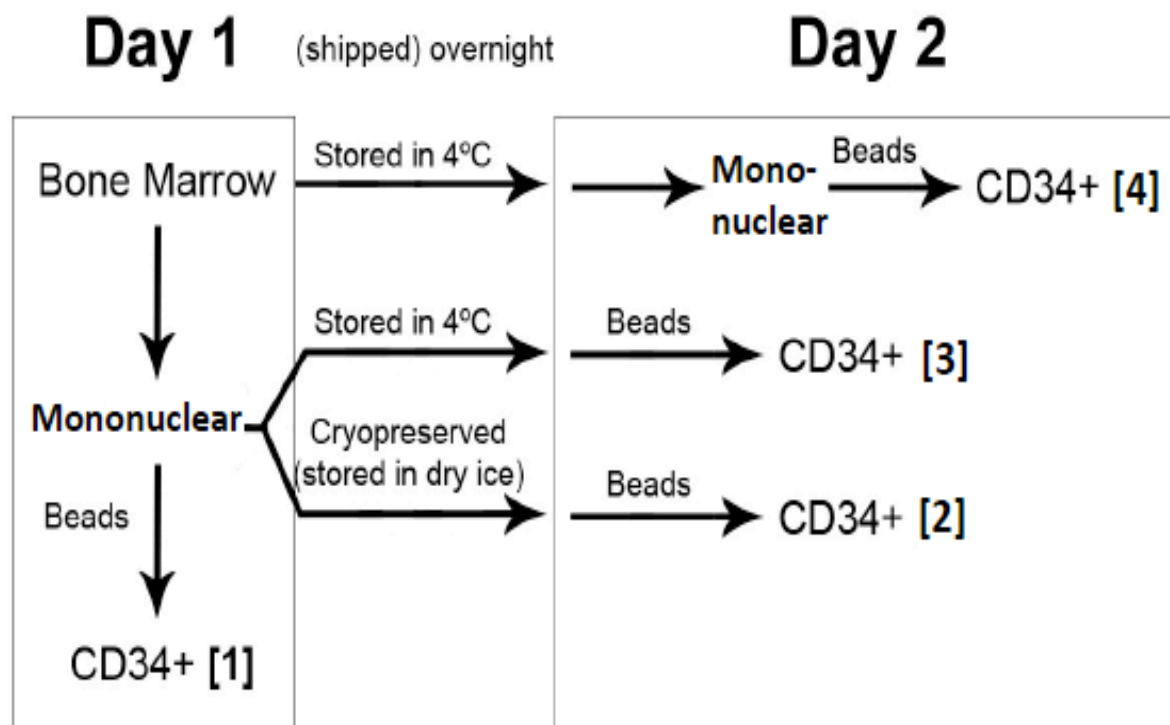 Day 1 (shipped) overnight Day 2
Stored in 4ºC
Bone Marrow
Mono-
nuclear
Beads
CD34+ [4]
Stored in 4ºC
Beads
CD34+ [3]
Mononuclear
Cryopreserved
(stored in dry ice)
Beads
CD34+ [2]
Beads
CD34+ [1]